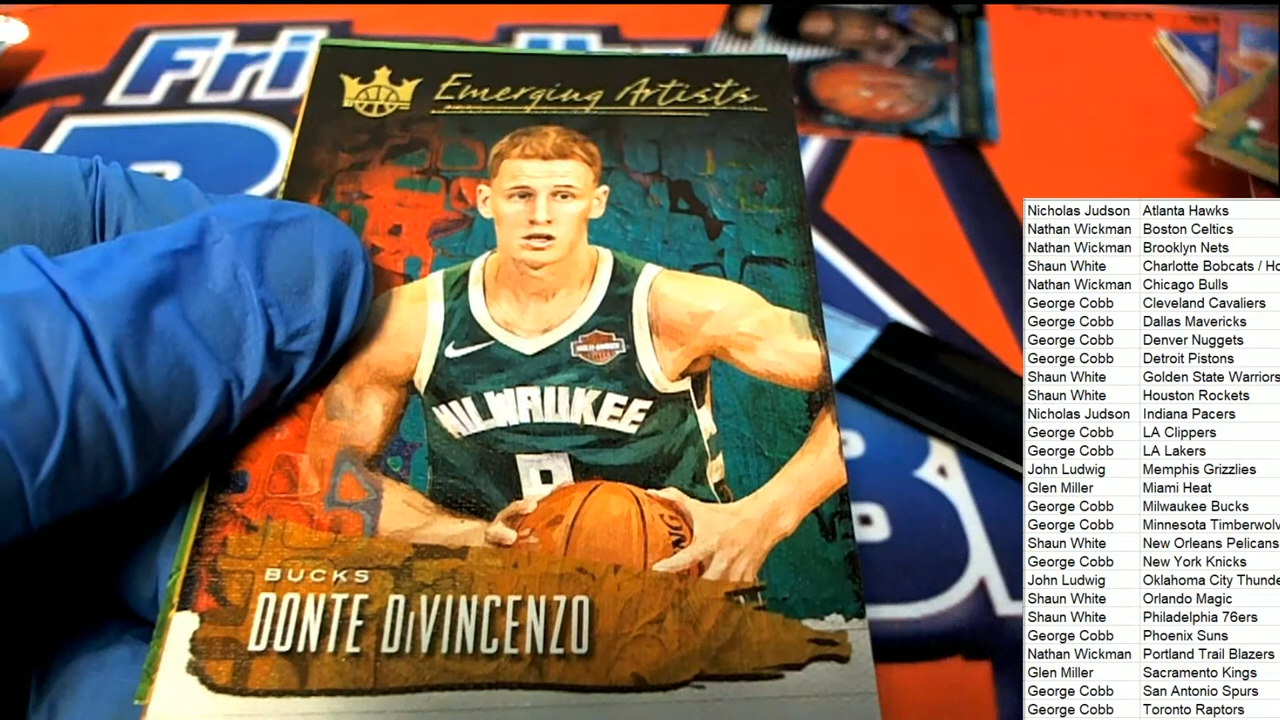 Fri
Emerging Artists
MILWAUKEE
BUCKS
DONTE DiVINCENZO
Nicholas Judson Atlanta Hawks
Nathan Wickman Boston Celtics
Nathan Wickman Brooklyn Nets
Shaun White Charlotte Bobcats / Ho
Nathan Wickman Chicago Bulls
George Cobb Cleveland Cavaliers
George Cobb Dallas Mavericks
George Cobb Denver Nuggets
George Cobb Detroit Pistons
Shaun White Golden State Warriors
Shaun White Houston Rockets
Nicholas Judson Indiana Pacers
George Cobb LA Clippers
George Cobb LA Lakers
John Ludwig Memphis Grizzlies
Glen Miller Miami Heat
George Cobb Milwaukee Bucks
George Cobb Minnesota Timberwolv
Shaun White New Orleans Pelicans
George Cobb New York Knicks
John Ludwig Oklahoma City Thunde
Shaun White Orlando Magic
Shaun White Philadelphia 76ers
George Cobb Phoenix Suns
Nathan Wickman Portland Trail Blazers
Glen Miller Sacramento Kings
George Cobb San Antonio Spurs
George Cobb Toronto Raptors